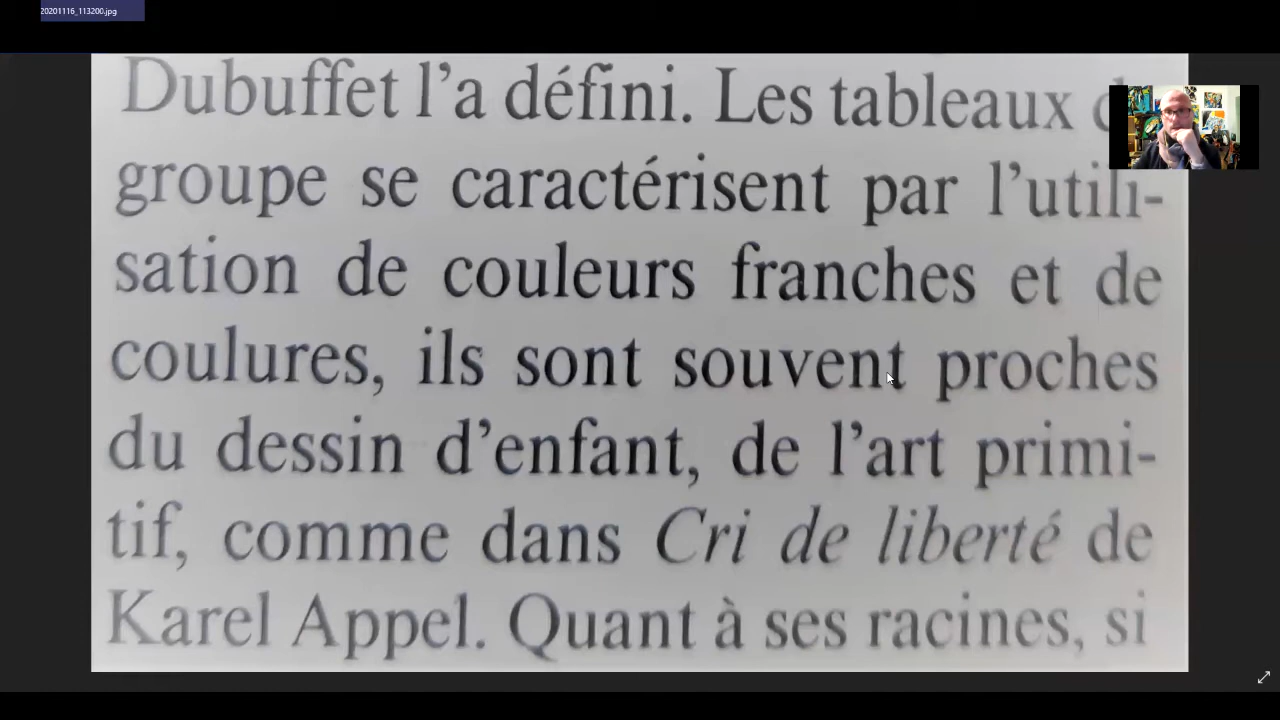 20201116_113200.jpg
Dubuffet l'a défini. Les tableaux
groupe se caractérisent par l'utili-
sation de couleurs franches et de
coulures, ils sont souvent proches
du dessin d'enfant, de l'art primi-
tif, comme dans Cri de liberté de
Karel Appel. Quant à ses racines, si